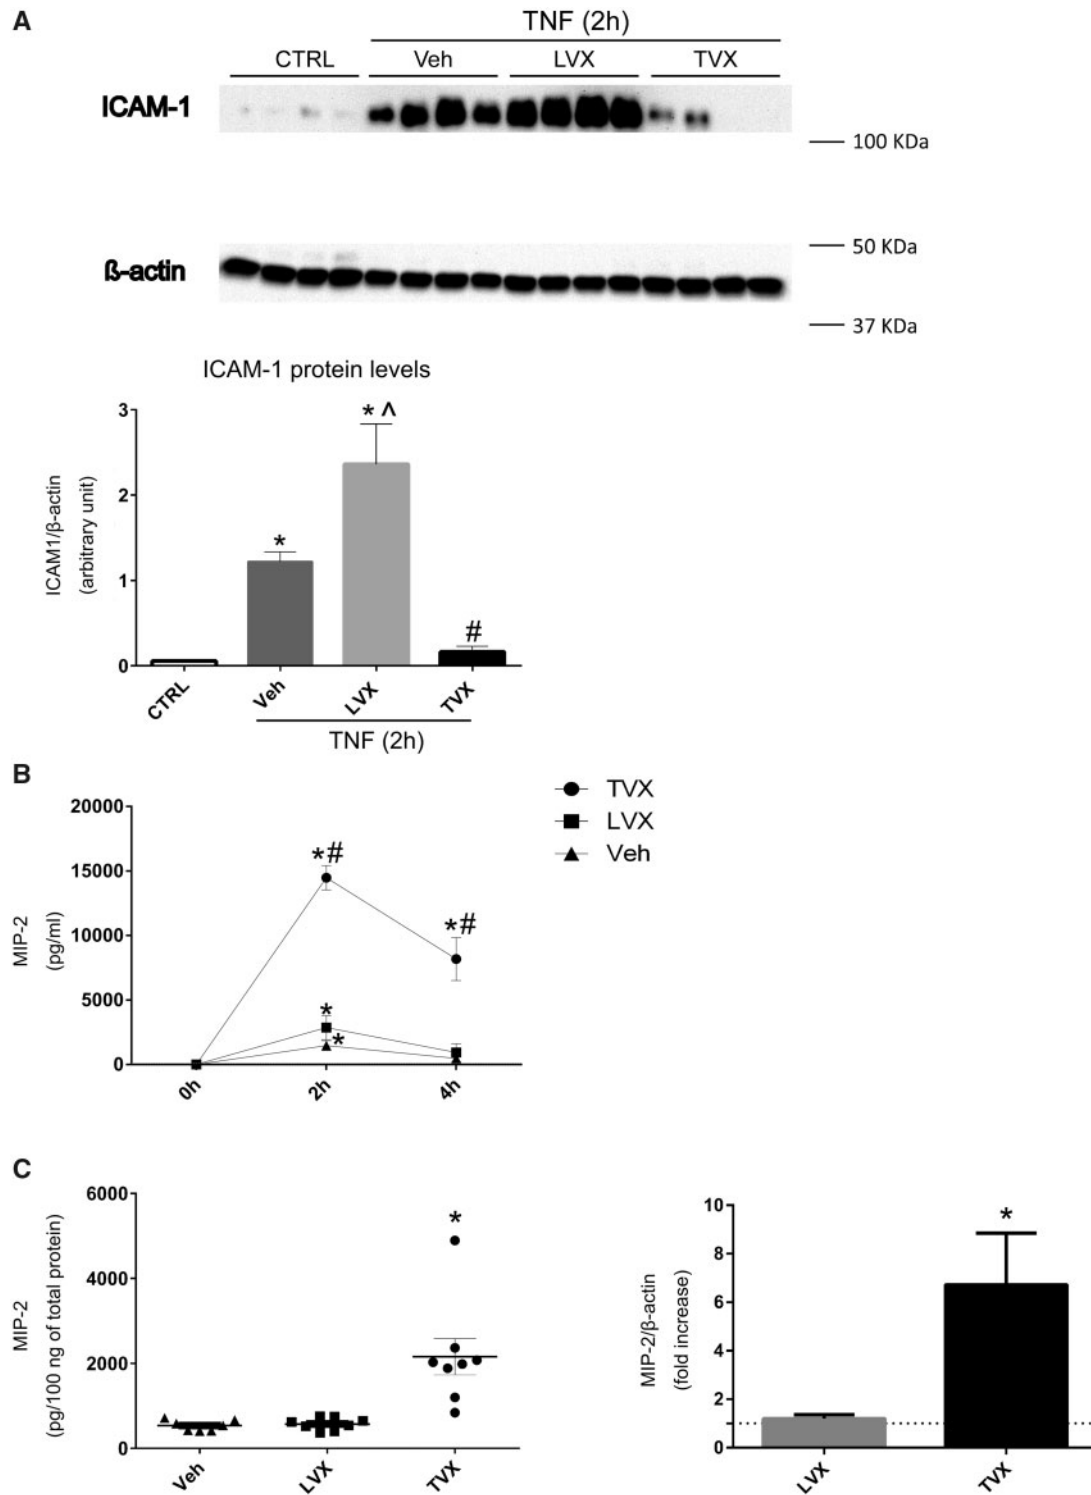 A
TNF (2h)
CTRL Veh LVX TVX
ICAM-1
100 KDa
50 KDa
ß-actin
37 KDa
ICAM-1 protein levels
3
* ^
2
ICAM1/β-actin
(arbitrary unit)
*
1
#
0
CTRL Veh LVX TVX
TNF (2h)
B
TVX
LVX
Veh
20000
15000
*#
MIP-2
(pg/ml)
10000
*#
5000
*
*
0
0h 2h 4h
C
6000
*
4000
MIP-2
(pg/100 ng of total protein)
2000
0
Veh LVX TVX
10
*
8
MIP-2/β-actin
(fold increase)
6
4
2
0
LVX TVX